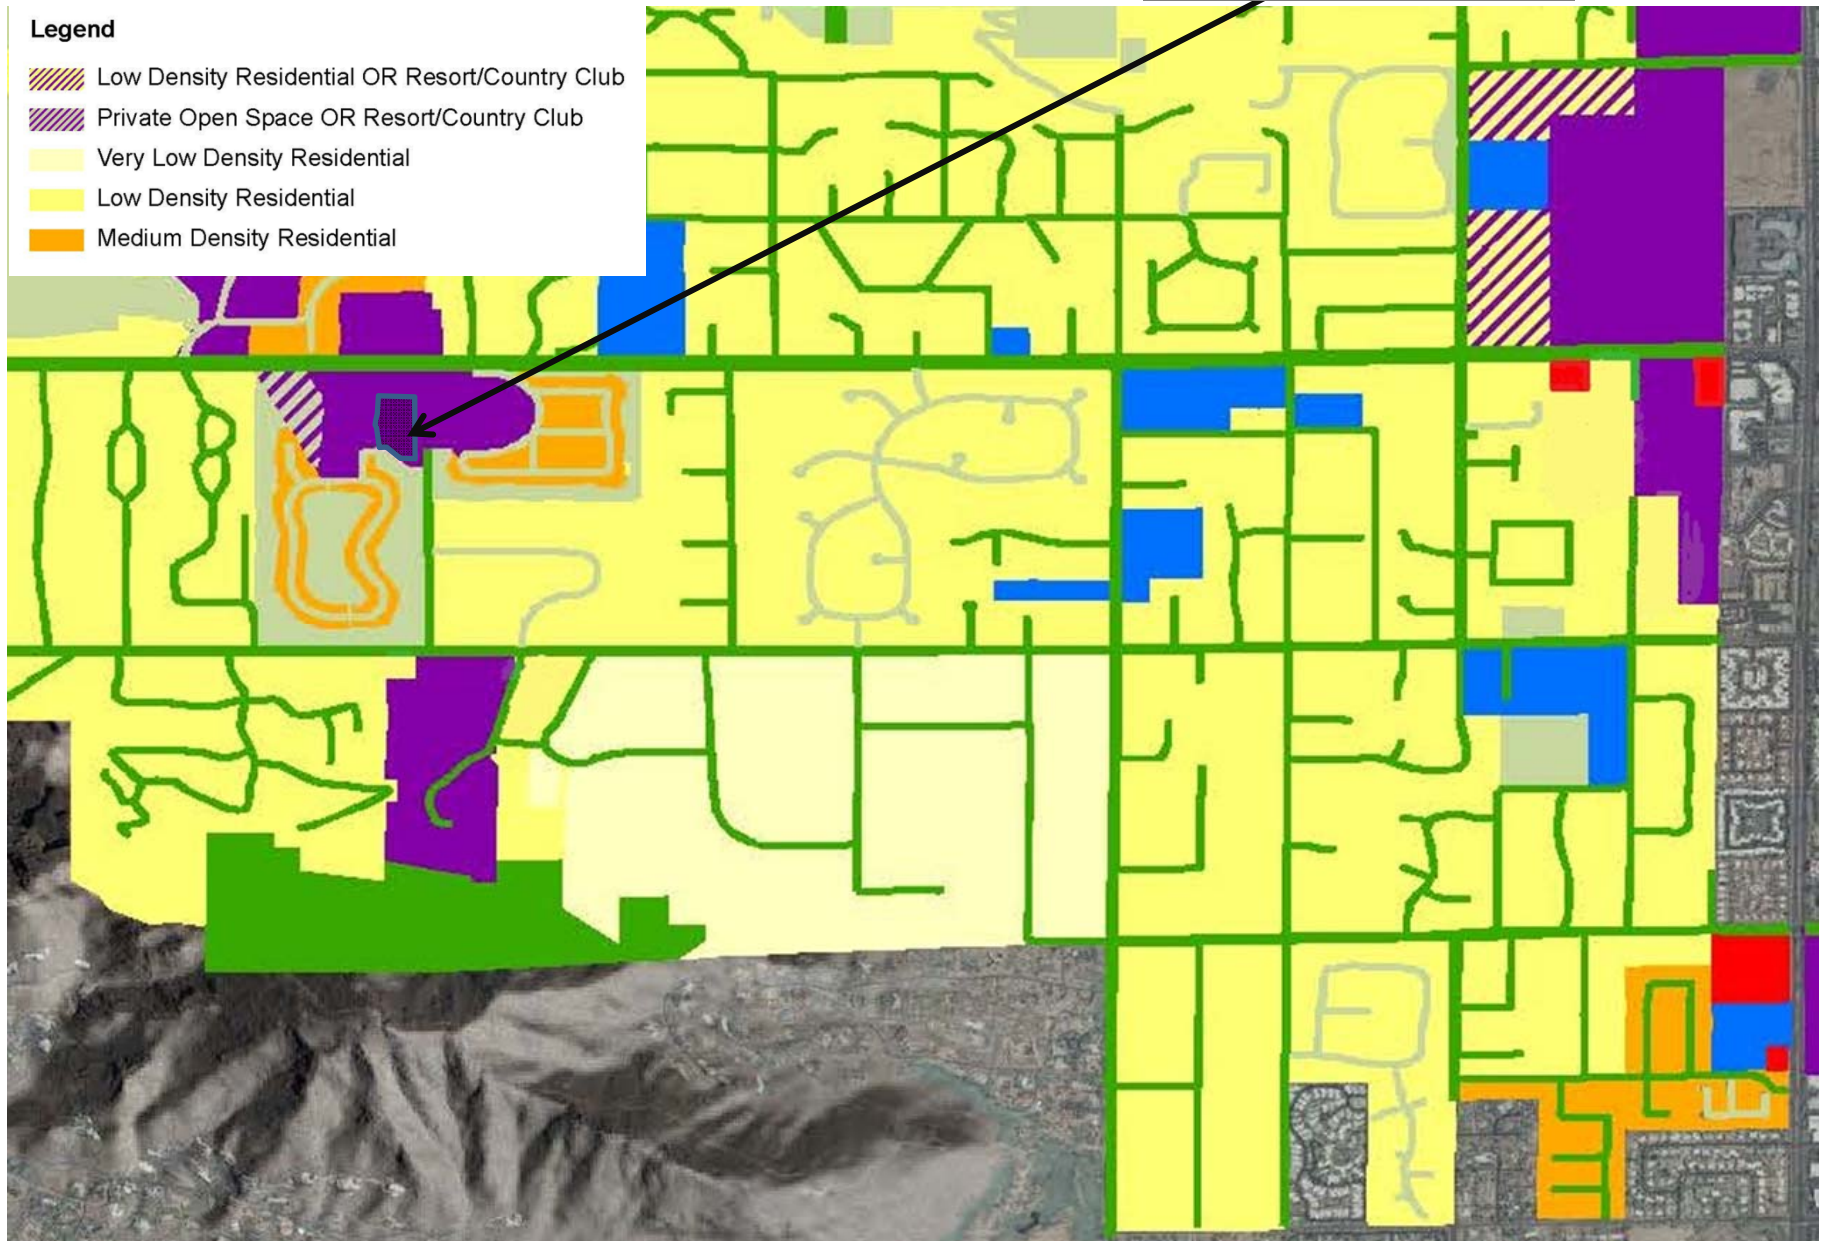 Legend
Low Density Residential OR Resort/Country Club
Private Open Space OR Resort/Country Club
Very Low Density Residential
Low Density Residential
Medium Density Residential